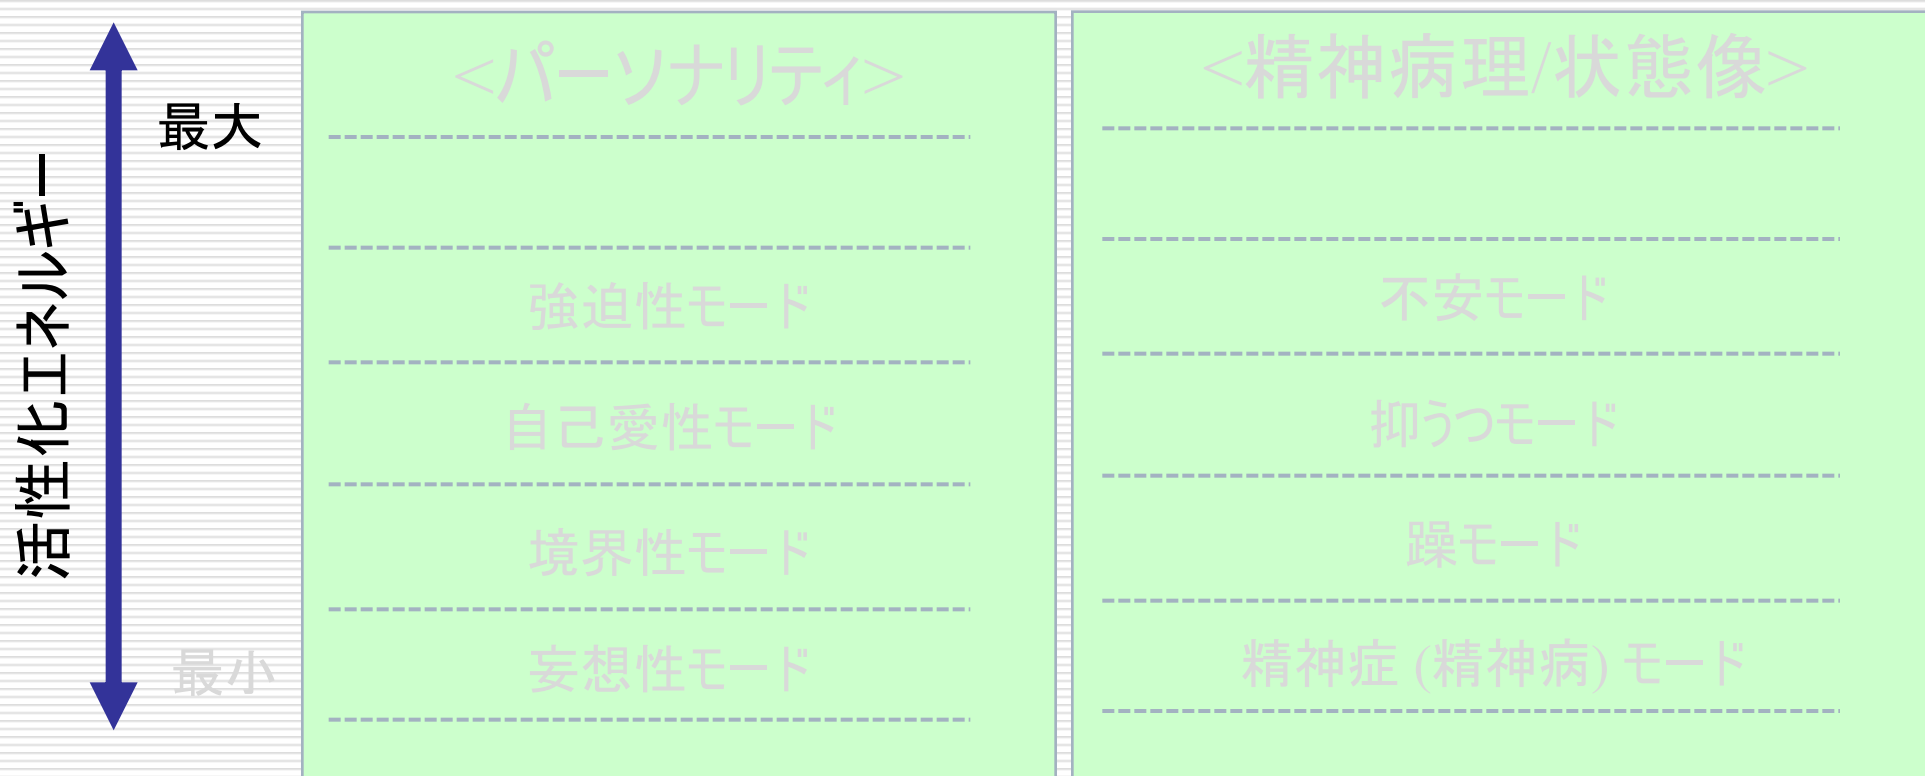 活性化エネルギー
最大
最小
<パーソナリティ>
強迫性モード
自己愛性モード
境界性モード
妄想性モード
<精神病理/状態像>
不安モード
抑うつモード
躁モード
精神症 (精神病) モード